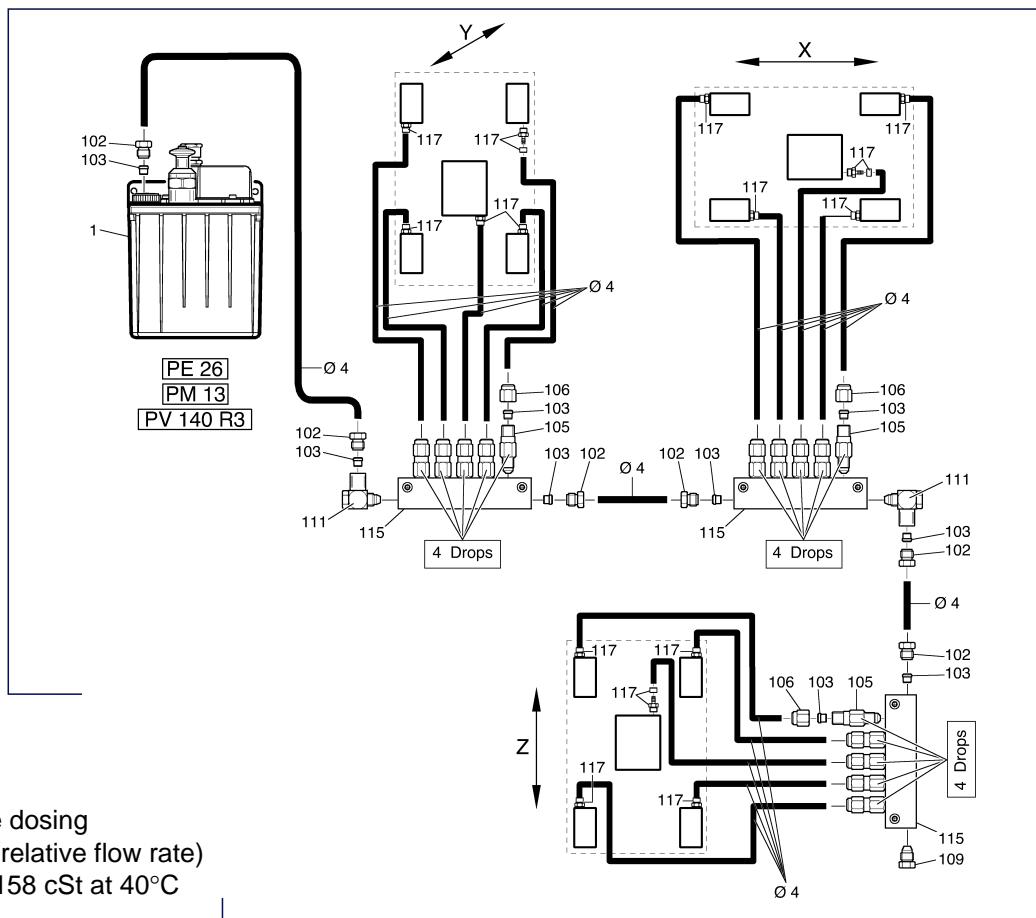 Y
X
102
103
1
117
117
117
117
117
117
117
117
117
117
Ø 4
Ø 4
Ø 4
PE 26
PM 13
PV 140 R3
102
103
111
115
106
103
105
103
102
Ø 4
102
103
106
103
105
111
115
4 Drops
4 Drops
103
102
Ø 4
102
103
117
117
117
106
103
105
Z
4 Drops
117
117
115
109
Ø 4
e dosing
relative flow rate)
158 cSt at 40°C